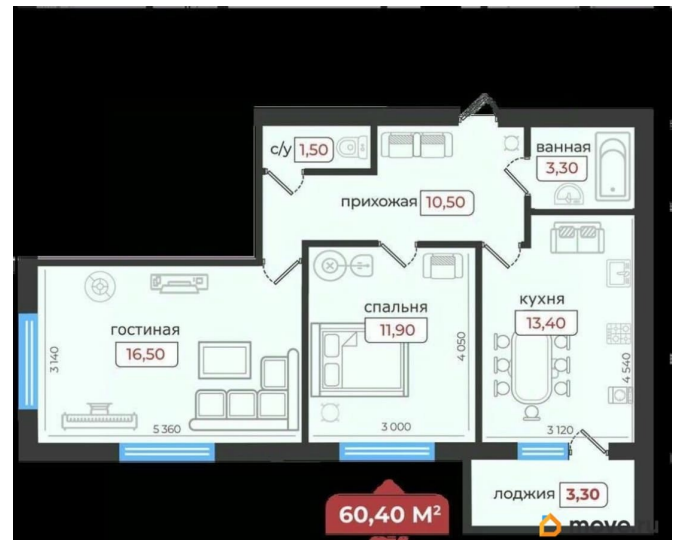 с/у 1,50
ванная
3,30
прихожая 10,50
гостиная
16,50
3 140
5 360
спальня
11,90
4 050
3 000
кухня
13,40
4 540
3 120
лоджия 3,30
60,40 М²
move.ru